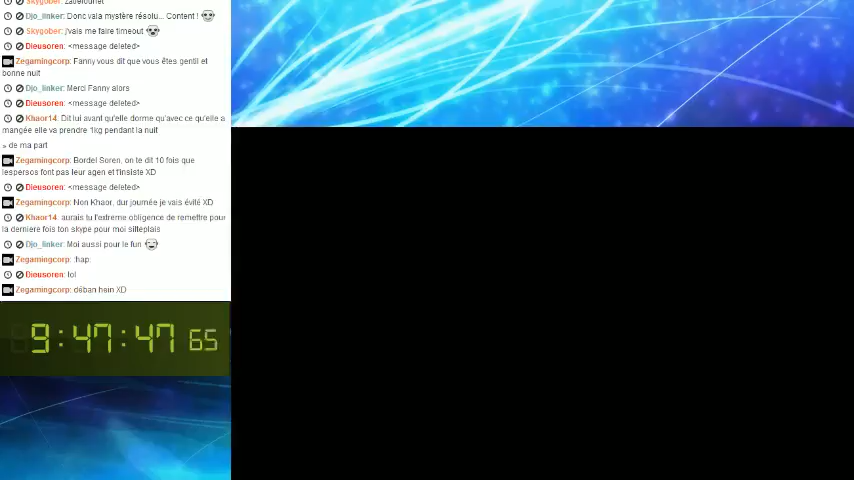 Skygober: zabelounet
Djo_linker: Donc vala mystère résolu... Content !
Skygober: j'vais me faire timeout
Dieusoren: <message deleted>
Zegamingcorp: Fanny vous dit que vous êtes gentil et
bonne nuit
Djo_linker: Merci Fanny alors
Dieusoren: <message deleted>
Khaor14: Dit lui avant qu'elle dorme qu'avec ce qu'elle a
mangée elle va prendre 1kg pendant la nuit
» de ma part
Zegamingcorp: Bordel Soren, on te dit 10 fois que
lespersos font pas leur agen et t'insiste XD
Dieusoren: <message deleted>
Zegamingcorp: Non Khaor, dur journée je vais évité XD
Khaor14: aurais tu l'extreme obligence de remettre pour
la derniere fois ton skype pour moi silteplais
Djo_linker: Moi aussi pour le fun
Zegamingcorp: :hap:
Dieusoren: lol
Zegamingcorp: déban hein XD
9:47:47 65